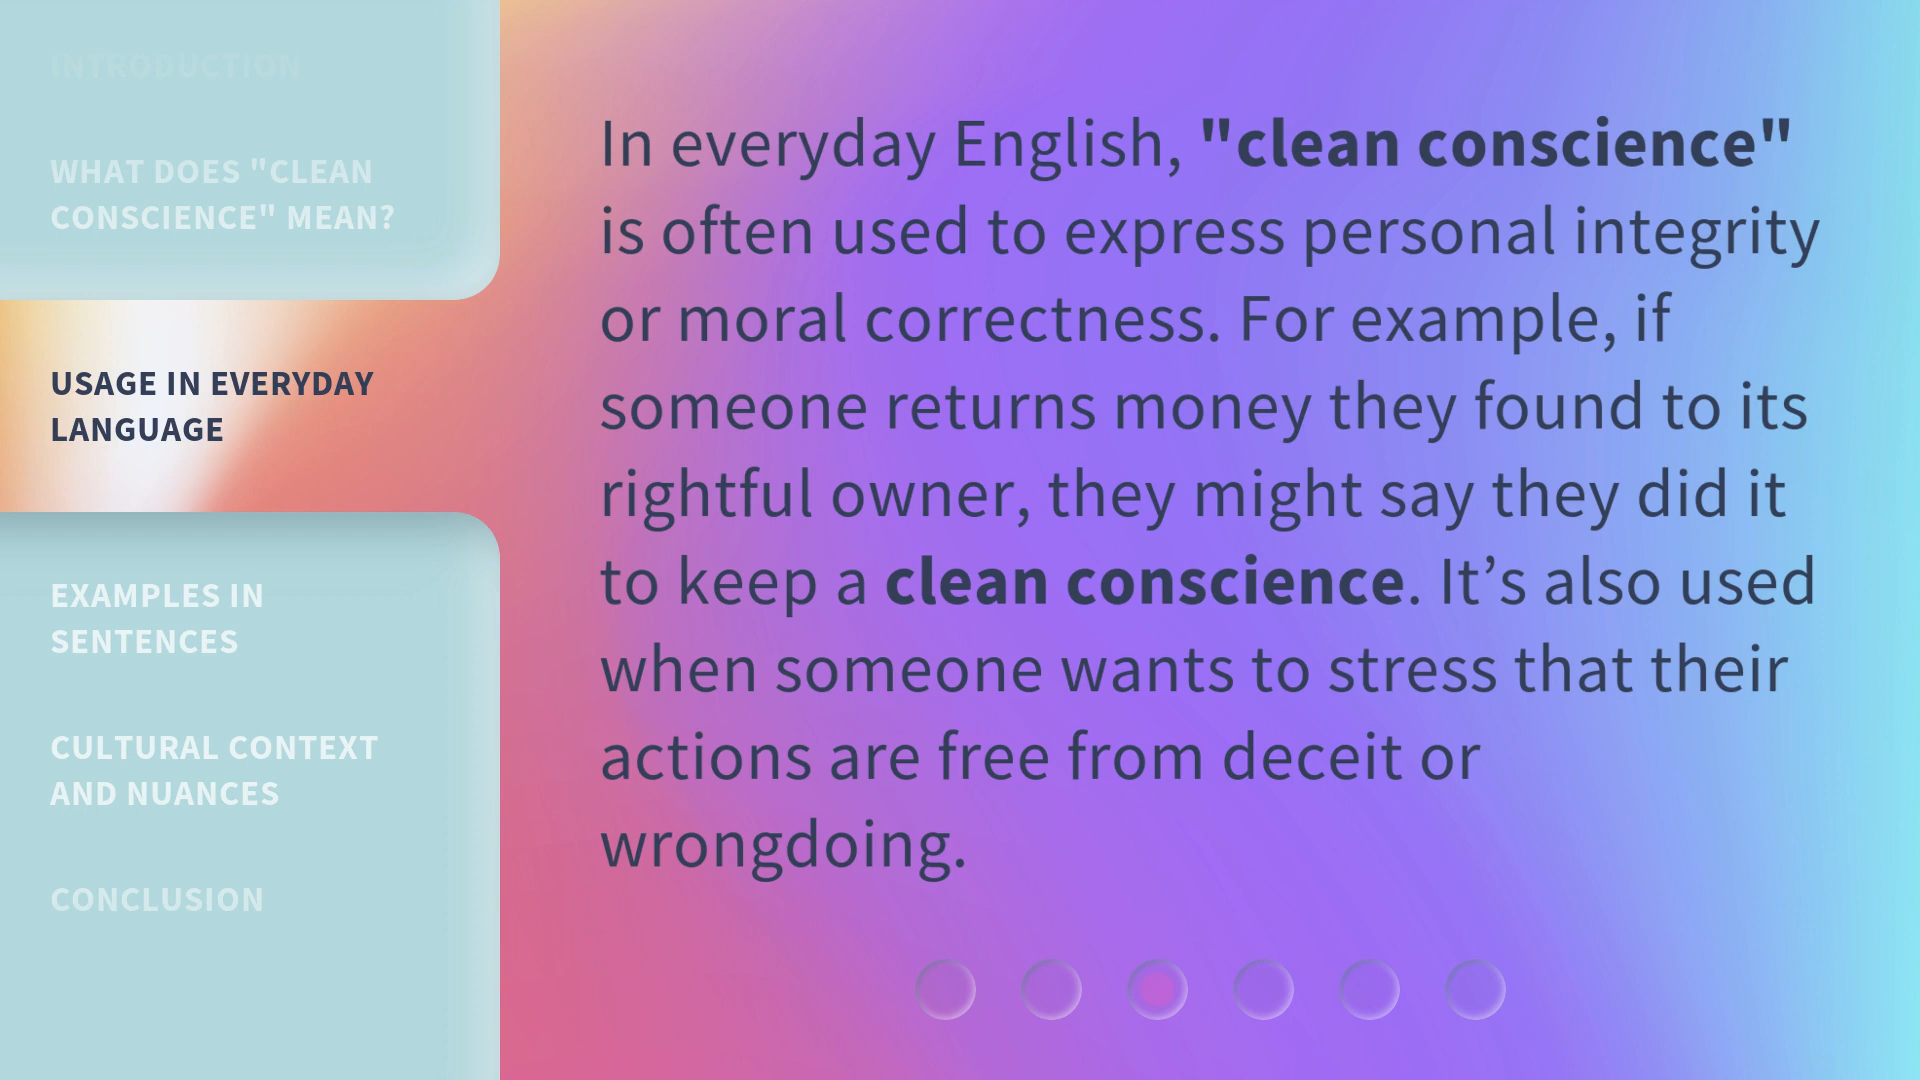 INTRODUCTION
WHAT DOES "CLEAN
CONSCIENCE" MEAN?
USAGE IN EVERYDAY
LANGUAGE
EXAMPLES IN
SENTENCES
CULTURAL CONTEXT
AND NUANCES
CONCLUSION
In everyday English, "clean conscience"
is often used to express personal integrity
or moral correctness. For example, if
someone returns money they found to its
rightful owner, they might say they did it
to keep a clean conscience. It’s also used
when someone wants to stress that their
actions are free from deceit or
wrongdoing.